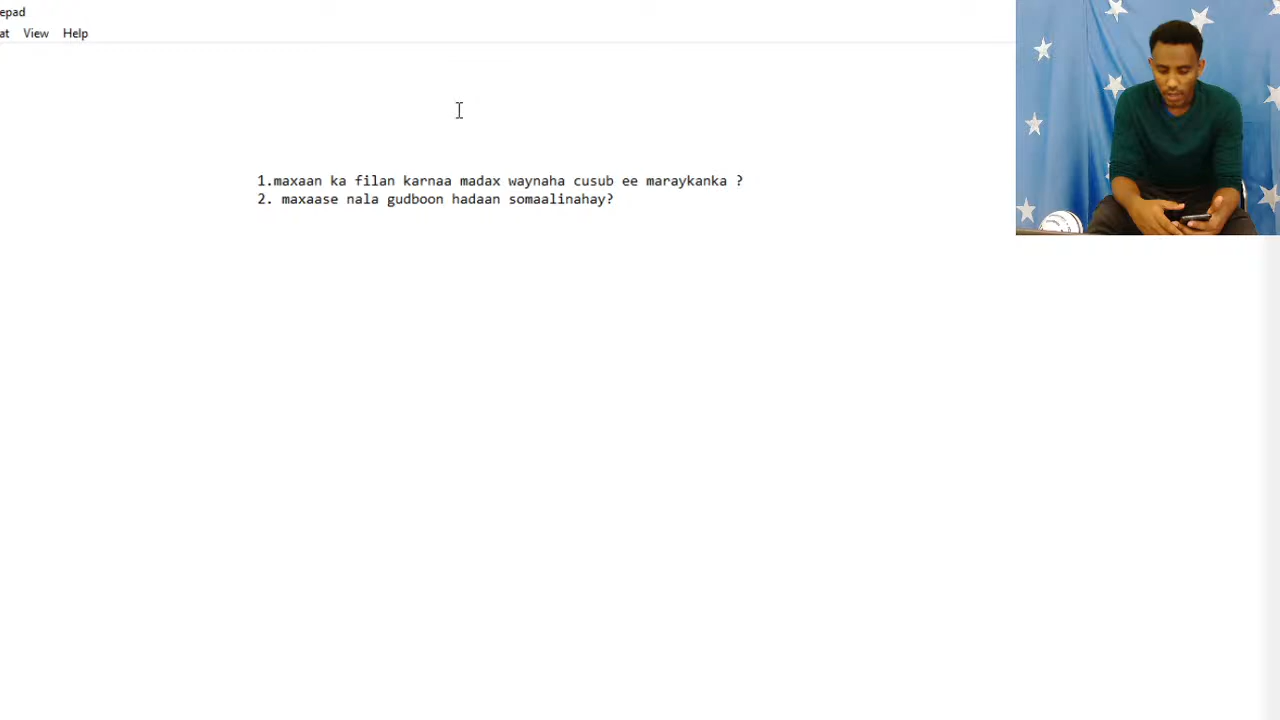 epad
at View Help
1.maxaan ka filan karnaa madax waynaha cusub ee maraykanka ?
2. maxaase nala gudboon hadaan somaalinahay?